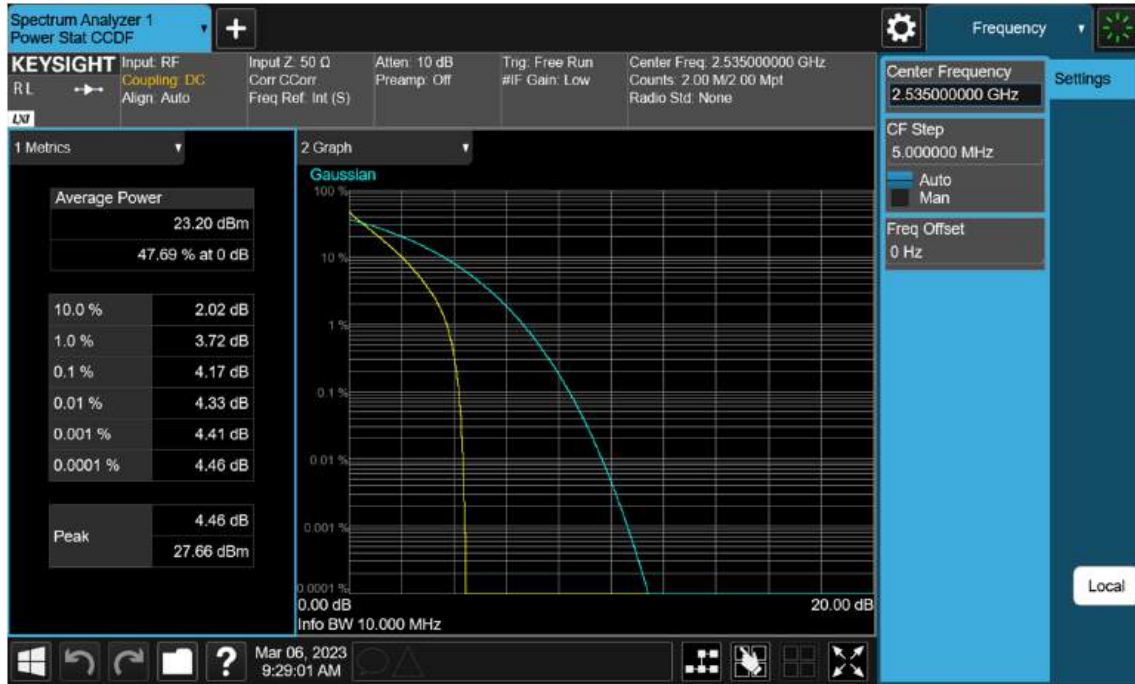 Spectrum Analyzer 1
Power Stat CCDF
+
Frequency
KEYSIGHT
R L
LXI
Input: RF
Coupling: DC
Align: Auto
Input Z: 50 Ω
Corr CCorr
Freq Ref: Int (S)
Atten: 10 dB
Preamp: Off
Trig: Free Run
#IF Gain: Low
Center Freq: 2.535000000 GHz
Counts: 2.00 M/2.00 Mpt
Radio Std: None
Center Frequency
2.535000000 GHz
Settings
CF Step
5.000000 MHz
Auto
Man
Freq Offset
0 Hz
1 Metrics
Average Power
23.20 dBm
47.69 % at 0 dB
10.0 % 2.02 dB
1.0 % 3.72 dB
0.1 % 4.17 dB
0.01 % 4.33 dB
0.001 % 4.41 dB
0.0001 % 4.46 dB
Peak
4.46 dB
27.66 dBm
2 Graph
Gaussian
100 %
10 %
1 %
0.1 %
0.01 %
0.001 %
0.0001 %
0.00 dB 20.00 dB
Info BW 10.000 MHz
Local
?
Mar 06, 2023
9:29:01 AM